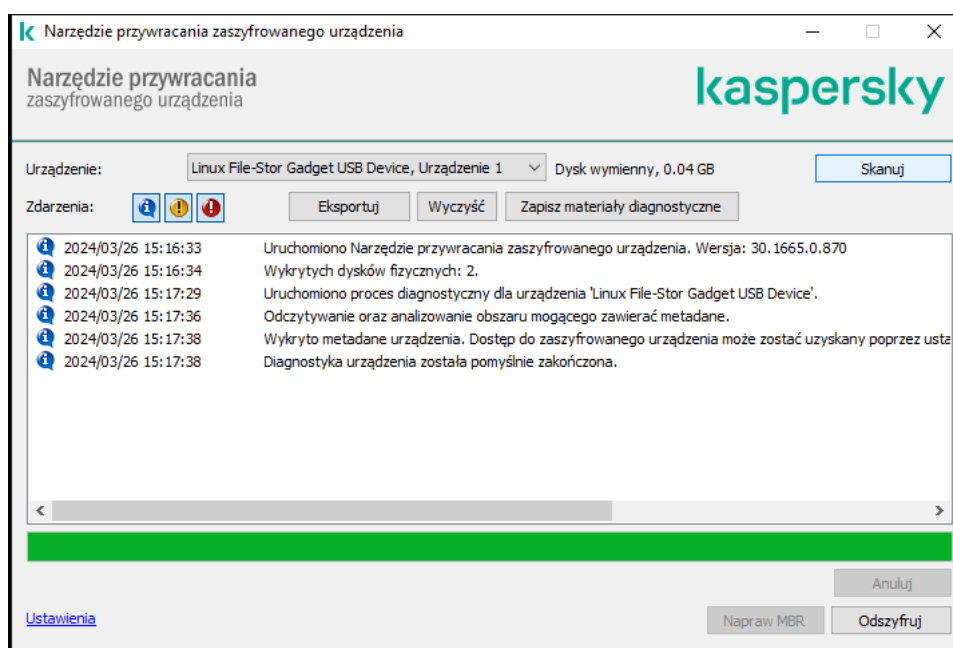 Narzędzie przywracania zaszyfrowanego urządzenia
Narzędzie przywracania
zaszyfrowanego urządzenia
kaspersky
Urządzenie: Linux File-Stor Gadget USB Device, Urządzenie 1 Dysk wymienny, 0.04 GB Skanuj
Zdarzenia: Eksportuj Wyczyść Zapisz materiały diagnostyczne
2024/03/26 15:16:33 Uruchomiono Narzędzie przywracania zaszyfrowanego urządzenia. Wersja: 30.1665.0.870
2024/03/26 15:16:34 Wykrytych dysków fizycznych: 2.
2024/03/26 15:17:29 Uruchomiono proces diagnostyczny dla urządzenia 'Linux File-Stor Gadget USB Device'.
2024/03/26 15:17:36 Odczytywanie oraz analizowanie obszaru mogącego zawierać metadane.
2024/03/26 15:17:38 Wykryto metadane urządzenia. Dostęp do zaszyfrowanego urządzenia może zostać uzyskany poprzez usta
2024/03/26 15:17:38 Diagnostyka urządzenia została pomyślnie zakończona.
Anuluj
Ustawienia Napraw MBR Odszyfruj